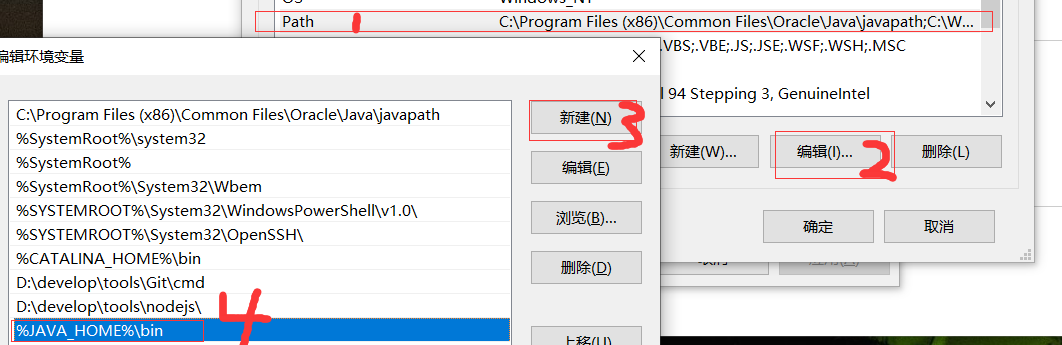 OS Windows_NT
Path C:\Program Files (x86)\Common Files\Oracle\Java\javapath;C:\W...
1
.VBS;.VBE;.JS;.JSE;.WSF;.WSH;.MSC
94 Stepping 3, GenuineIntel
新建(W)...
编辑(I)...
2
删除(L)
确定
取消
编辑环境变量
C:\Program Files (x86)\Common Files\Oracle\Java\javapath
%SystemRoot%\system32
%SystemRoot%
%SystemRoot%\System32\Wbem
%SYSTEMROOT%\System32\WindowsPowerShell\v1.0\
%SYSTEMROOT%\System32\OpenSSH\
%CATALINA_HOME%\bin
D:\develop\tools\Git\cmd
D:\develop\tools\nodejs\
%JAVA_HOME%\bin
4
新建(N)
3
编辑(E)
浏览(B)...
删除(D)
上移(U)